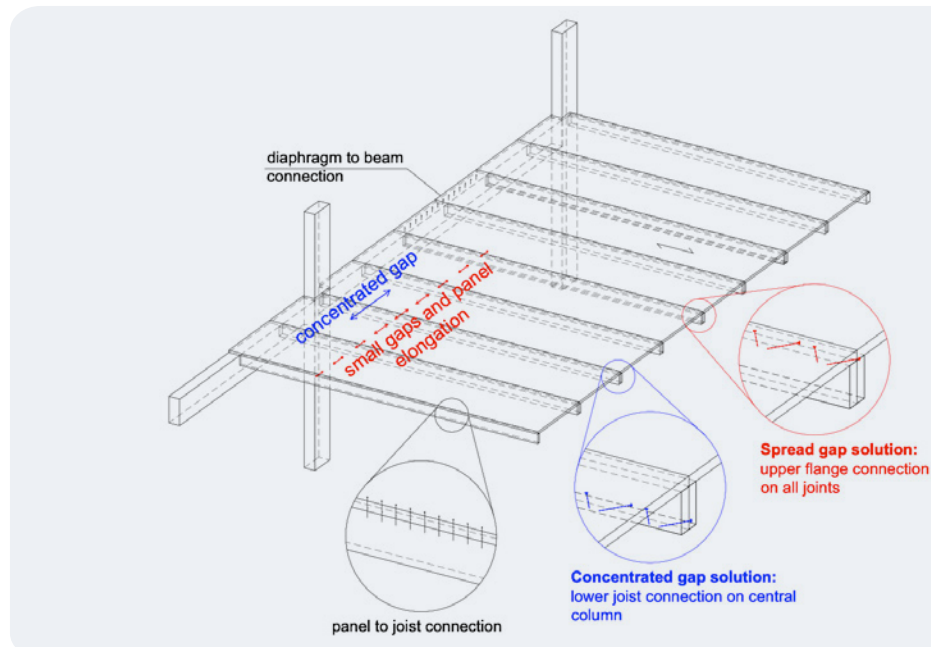 diaphragm to beam
connection
concentrated gap
small gaps and panel
elongation
Spread gap solution:
upper flange connection
on all joints
Concentrated gap solution:
lower joist connection on central
column
panel to joist connection